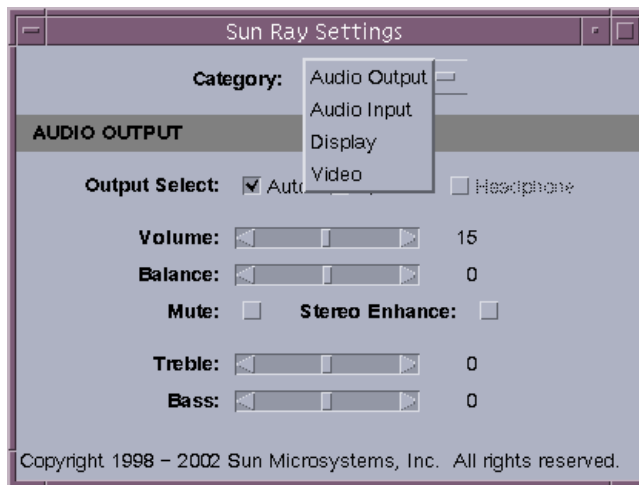 Sun Ray Settings
Category:
Audio Output
Audio Input
Display
Video
AUDIO OUTPUT
Output Select: Auto Headphone
Volume: 15
Balance: 0
Mute: Stereo Enhance:
Treble: 0
Bass: 0
Copyright 1998 – 2002 Sun Microsystems, Inc. All rights reserved.